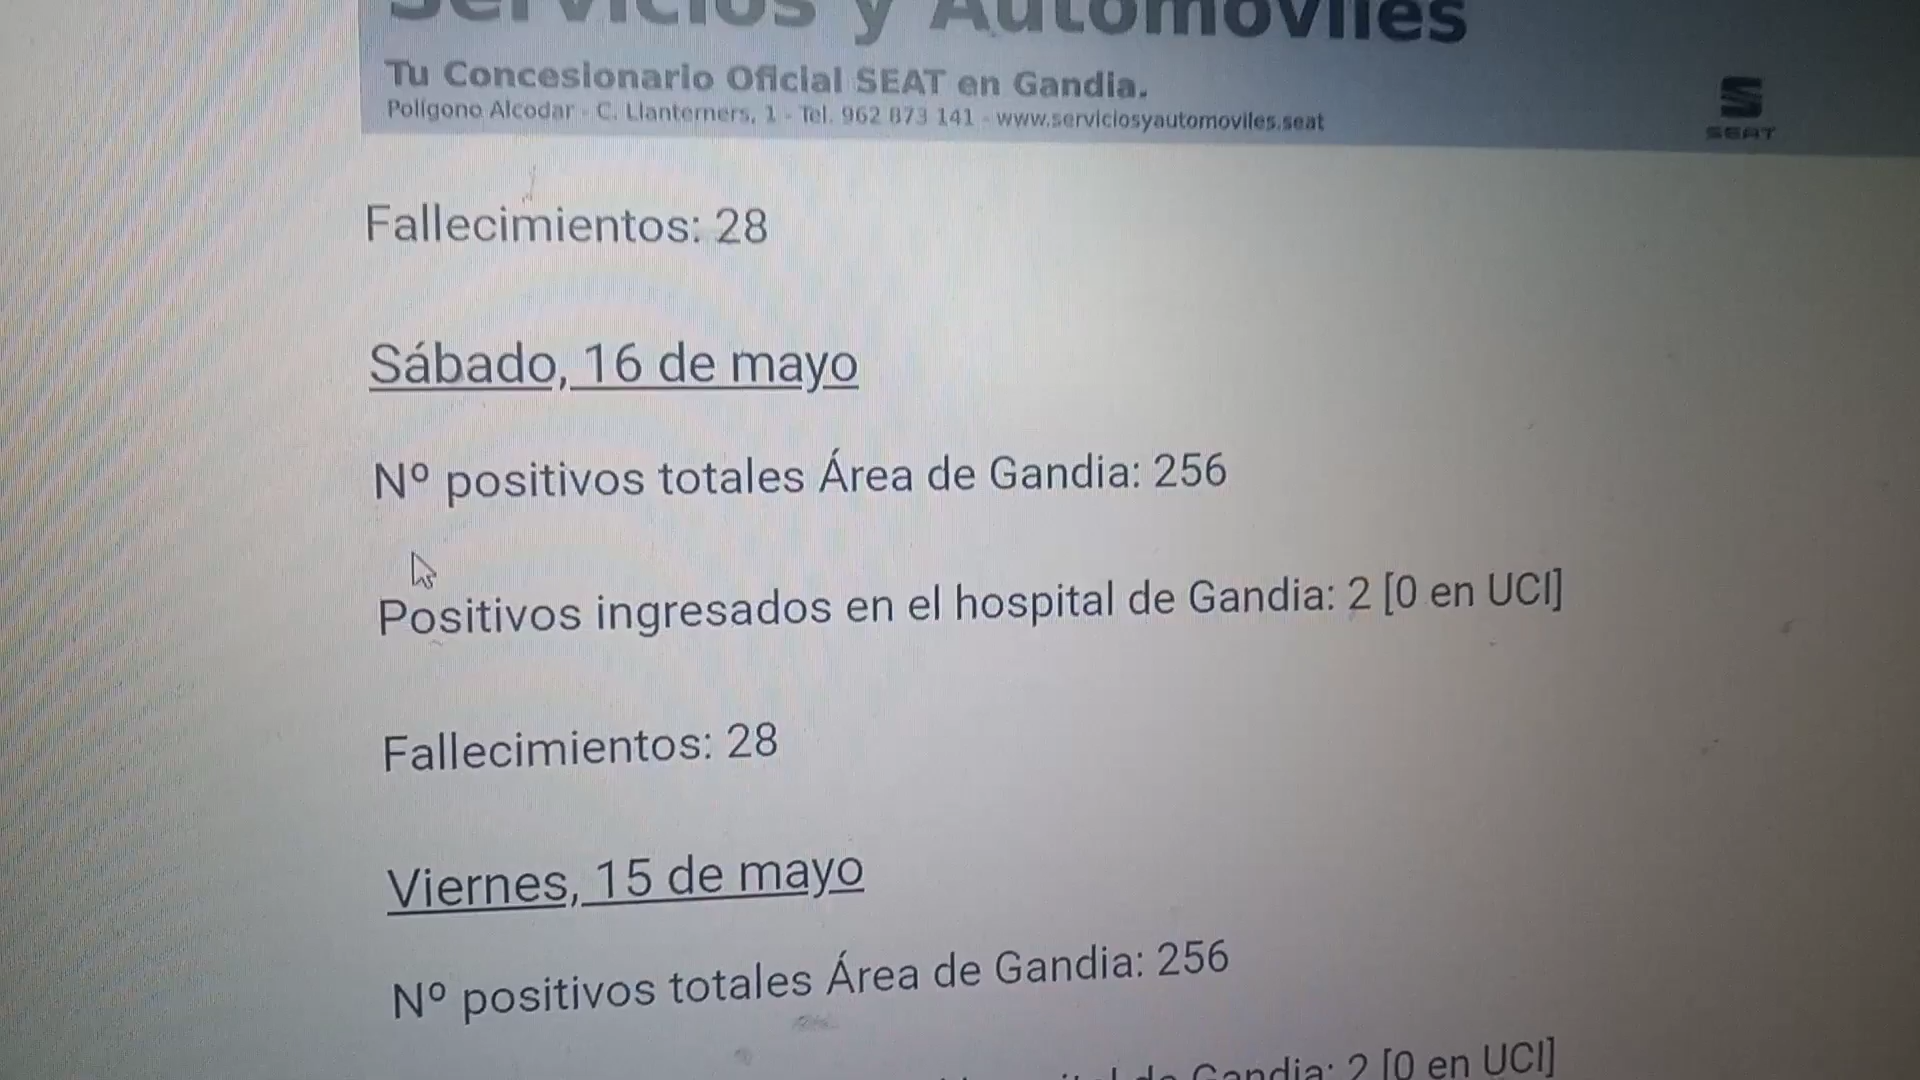 Servicios y Automóviles
Tu Concesionario Oficial SEAT en Gandia.
Polígono Alcodar - C. Llanterners, 1 - Tel. 962 873 141 - www.serviciosyautomoviles.seat
SEAT
Fallecimientos: 28
Sábado, 16 de mayo
Nº positivos totales Área de Gandia: 256
Positivos ingresados en el hospital de Gandia: 2 [0 en UCI]
Fallecimientos: 28
Viernes, 15 de mayo
Nº positivos totales Área de Gandia: 256
de Gandia: 2 [0 en UCI]